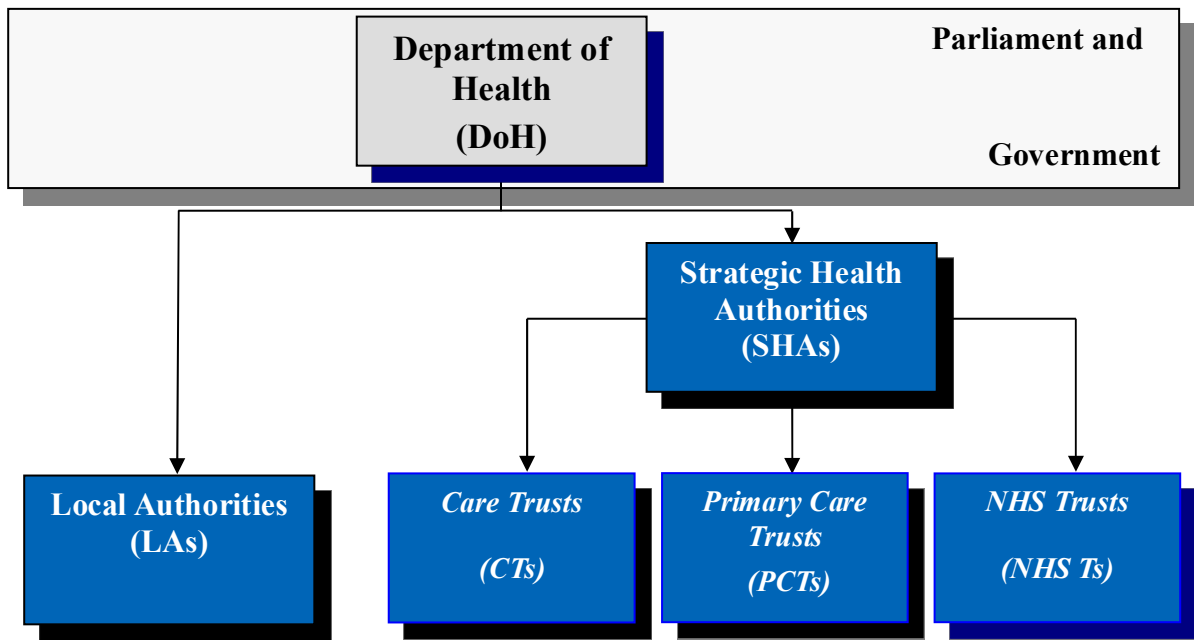 Department of
Health
(DoH)
Parliament and
Government
Strategic Health
Authorities
(SHAs)
Local Authorities
(LAs)
Care Trusts
(CTs)
Primary Care
Trusts
(PCTs)
NHS Trusts
(NHS Ts)